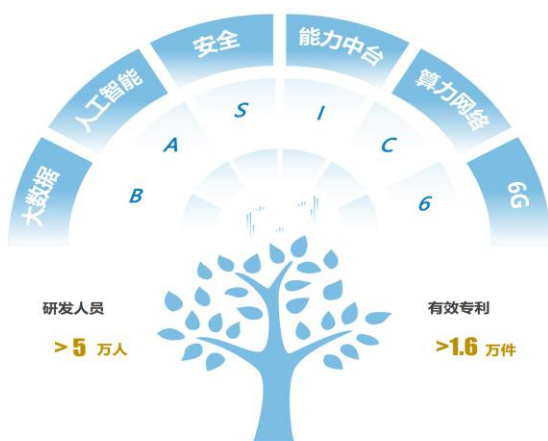 大数据
人工智能
安全
能力中台
算力网络
6G
B
A
S
I
C
6
研发人员
>5 万人
有效专利
>1.6 万件